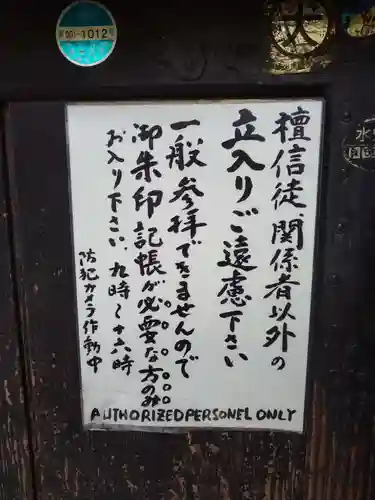 檀信徒、関係者以外の
立入りご遠慮下さい
一般参拝できませんので
御朱印記帳が必要な方のみ
お入り下さい、九時〜十六時
防犯カメラ作動中
AUTHORIZED PERSONEL ONLY
犬
1012